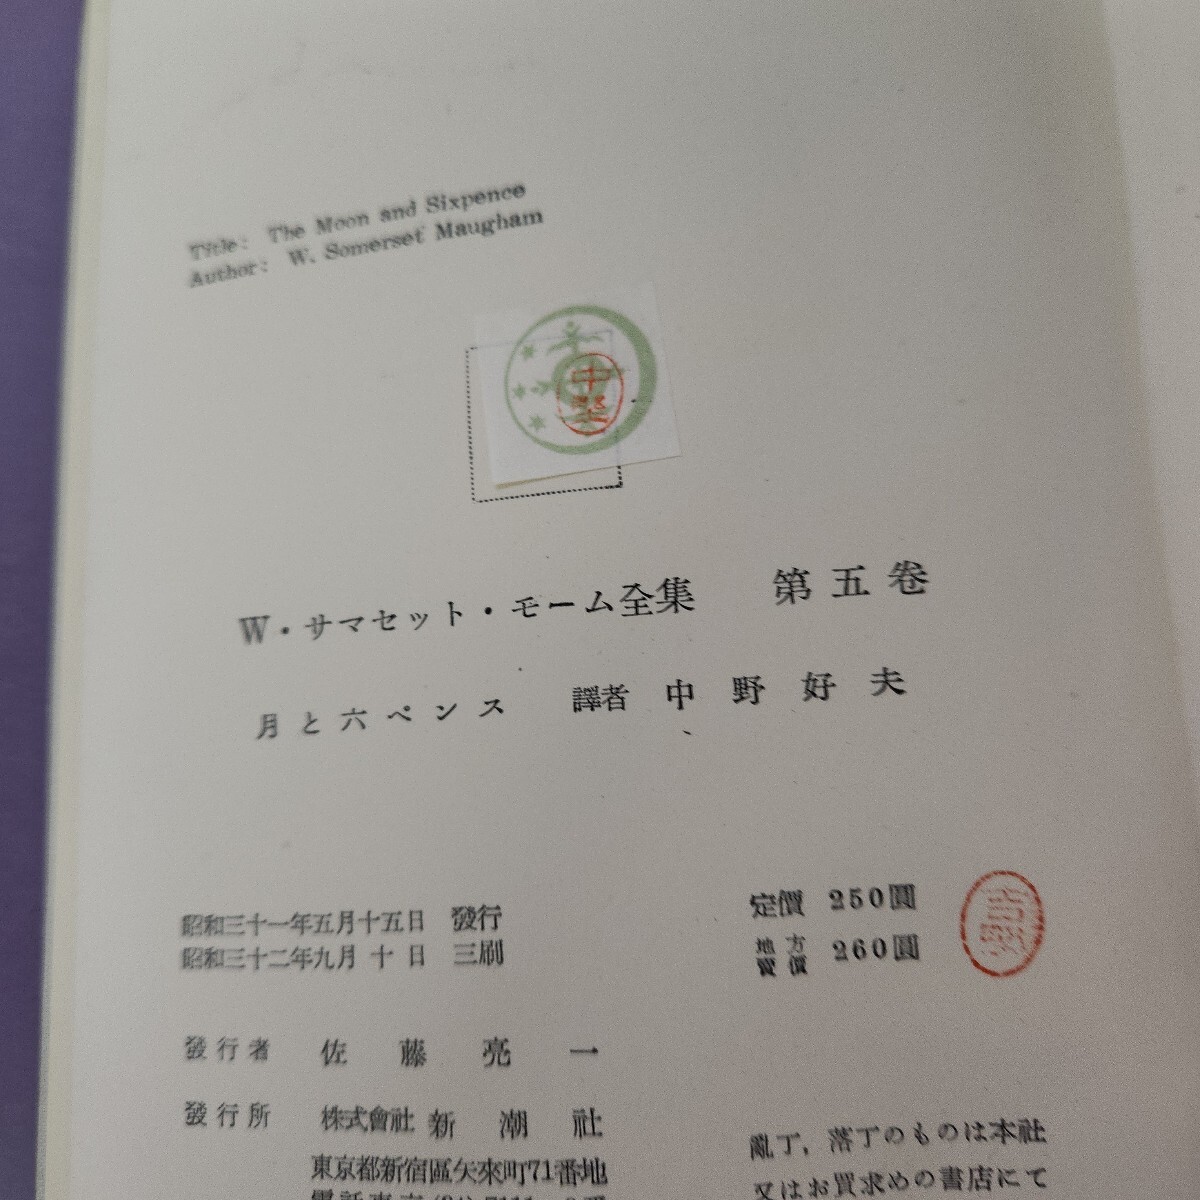 Title: The Moon and Sixpence
Author: W. Somerset Maugham
中野
W・サマセット・モーム全集 第五卷
月と六ペンス 譯者 中野好夫
昭和三十一年五月十五日 發行
昭和三十二年九月十日 三刷
定價 250圓
地方賣價 260圓
發行者 佐藤亮一
發行所 株式會社 新潮社
東京都新宿區矢來町71番地
亂丁，落丁のものは本社
又はお買求めの書店にて